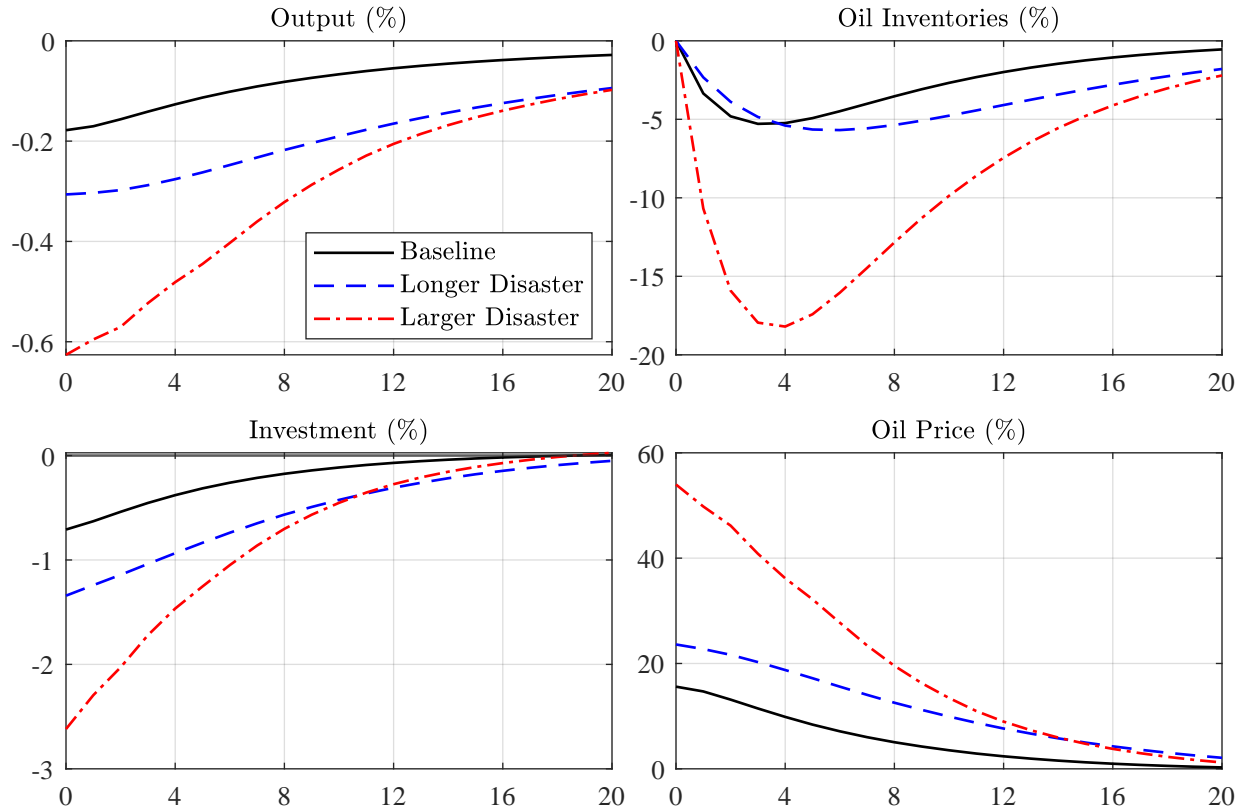 Output (%)
0
-0.2
-0.4
-0.6
0 4 8 12 16 20
Baseline
Longer Disaster
Larger Disaster
Oil Inventories (%)
0
-5
-10
-15
-20
0 4 8 12 16 20
Investment (%)
0
-1
-2
-3
0 4 8 12 16 20
Oil Price (%)
60
40
20
0
0 4 8 12 16 20